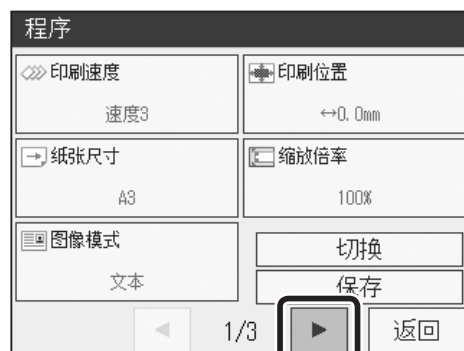 程序
印刷速度
速度3
印刷位置
↔0.0mm
纸张尺寸
A3
缩放倍率
100%
图像模式
文本
切换
保存
◀ 1/3 ▶ 返回